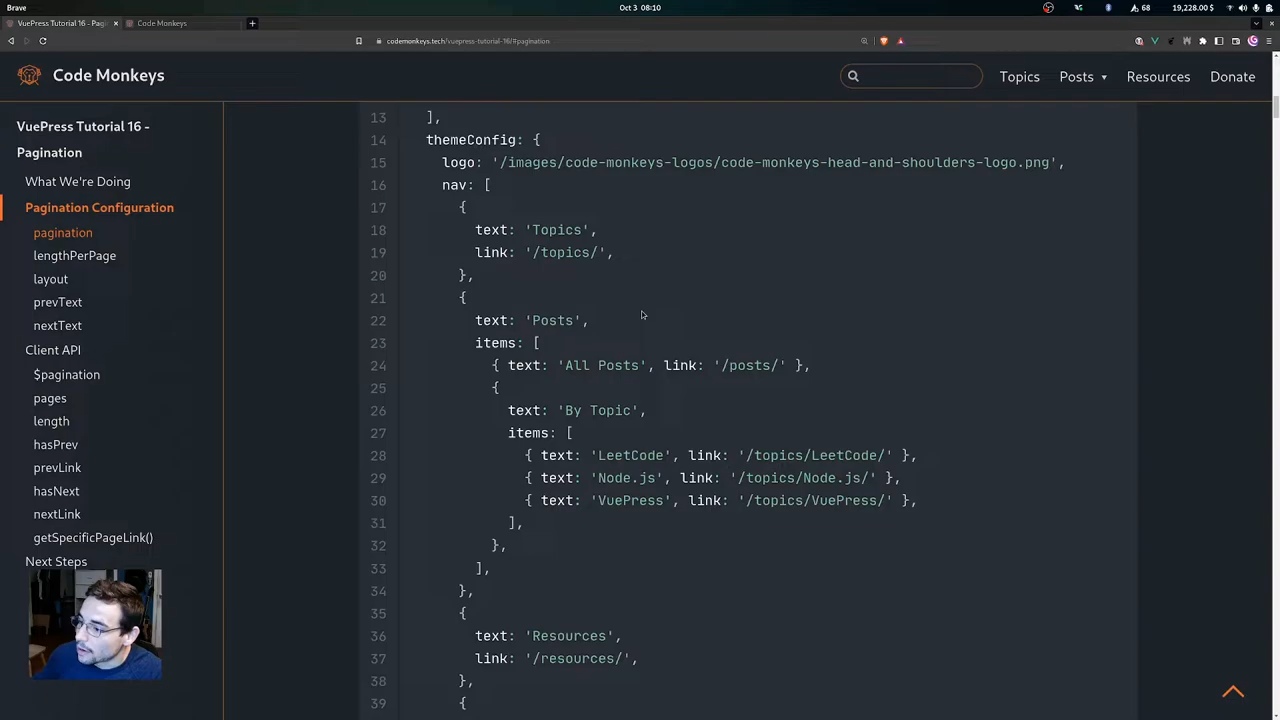 Brave
Oct 3 08:10
68
19,228.00 $
VuePress Tutorial 16 - Pagi
Code Monkeys
codemonkeys.tech/vuepress-tutorial-16/#pagination
Code Monkeys
Topics
Posts
Resources
Donate
VuePress Tutorial 16 -
Pagination
What We're Doing
Pagination Configuration
pagination
lengthPerPage
layout
prevText
nextText
Client API
$pagination
pages
length
hasPrev
prevLink
hasNext
nextLink
getSpecificPageLink()
Next Steps
13 ],
14 themeConfig: {
15 logo: '/images/code-monkeys-logos/code-monkeys-head-and-shoulders-logo.png',
16 nav: [
17 {
18 text: 'Topics',
19 link: '/topics/',
20 },
21 {
22 text: 'Posts',
23 items: [
24 { text: 'All Posts', link: '/posts/' },
25 {
26 text: 'By Topic',
27 items: [
28 { text: 'LeetCode', link: '/topics/LeetCode/' },
29 { text: 'Node.js', link: '/topics/Node.js/' },
30 { text: 'VuePress', link: '/topics/VuePress/' },
31 ],
32 },
33 ],
34 },
35 {
36 text: 'Resources',
37 link: '/resources/',
38 },
39 {